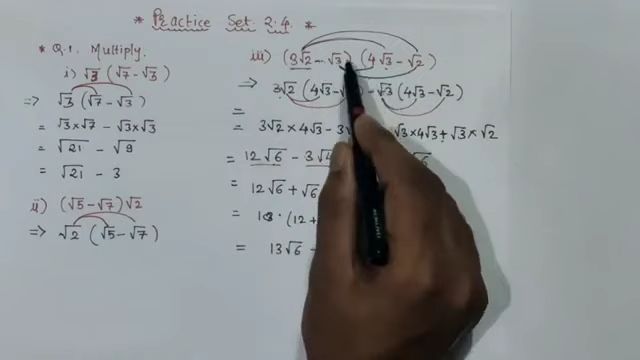 * Practice Set 2.4 *
* Q.1. Multiply.
i) √3 (√7 - √3)
=> √3 (√7 - √3)
= √3 x √7 - √3 x √3
= √21 - √9
= √21 - 3
ii) (√5 - √7) √2
=> √2 (√5 - √7)
iii) (3√2 - √3) (4√3 - √2)
=> 3√2 (4√3 - - √3 (4√3 - √2)
=
= 3√2 x 4√3 - 3 √3 x 4√3 + √3 x √2
= 12√6 - 3√4 √6
= 12√6 + √6
= (12 +
= 13√6 -